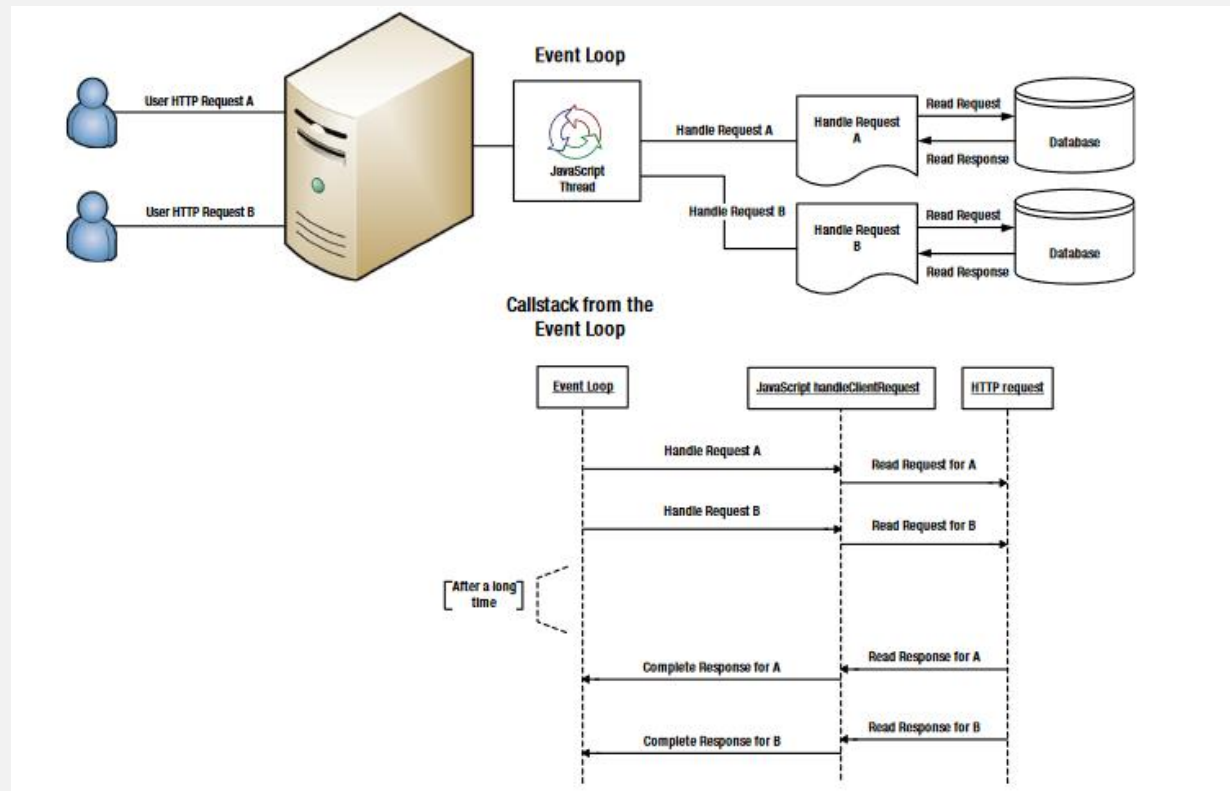 Event Loop
User HTTP Request A
User HTTP Request B
JavaScript
Thread
Handle Request A
Handle Request B
Handle Request
A
Read Request
Read Response
Database
Handle Request
B
Read Request
Read Response
Database
Callstack from the
Event Loop
Event Loop
JavaScript handleClientRequest
HTTP request
Handle Request A
Read Request for A
Handle Request B
Read Request for B
After a long
time
Read Response for A
Complete Response for A
Read Response for B
Complete Response for B